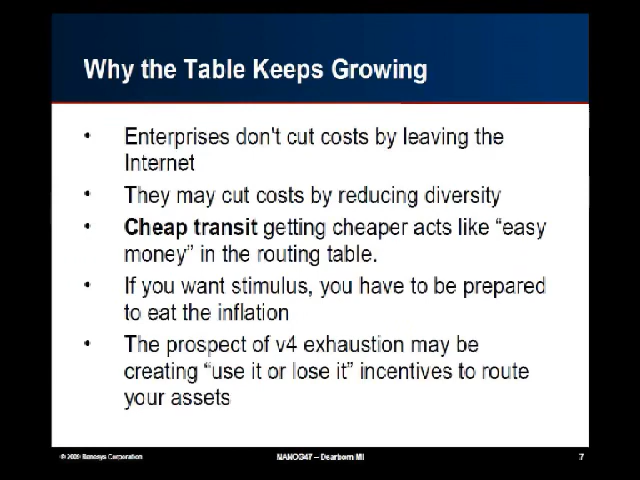 Why the Table Keeps Growing
• Enterprises don't cut costs by leaving the
Internet
• They may cut costs by reducing diversity
• Cheap transit getting cheaper acts like “easy
money” in the routing table.
• If you want stimulus, you have to be prepared
to eat the inflation
• The prospect of v4 exhaustion may be
creating “use it or lose it” incentives to route
your assets
© 2009 Renesys Corporation
NANOG47 – Dearborn MI
7